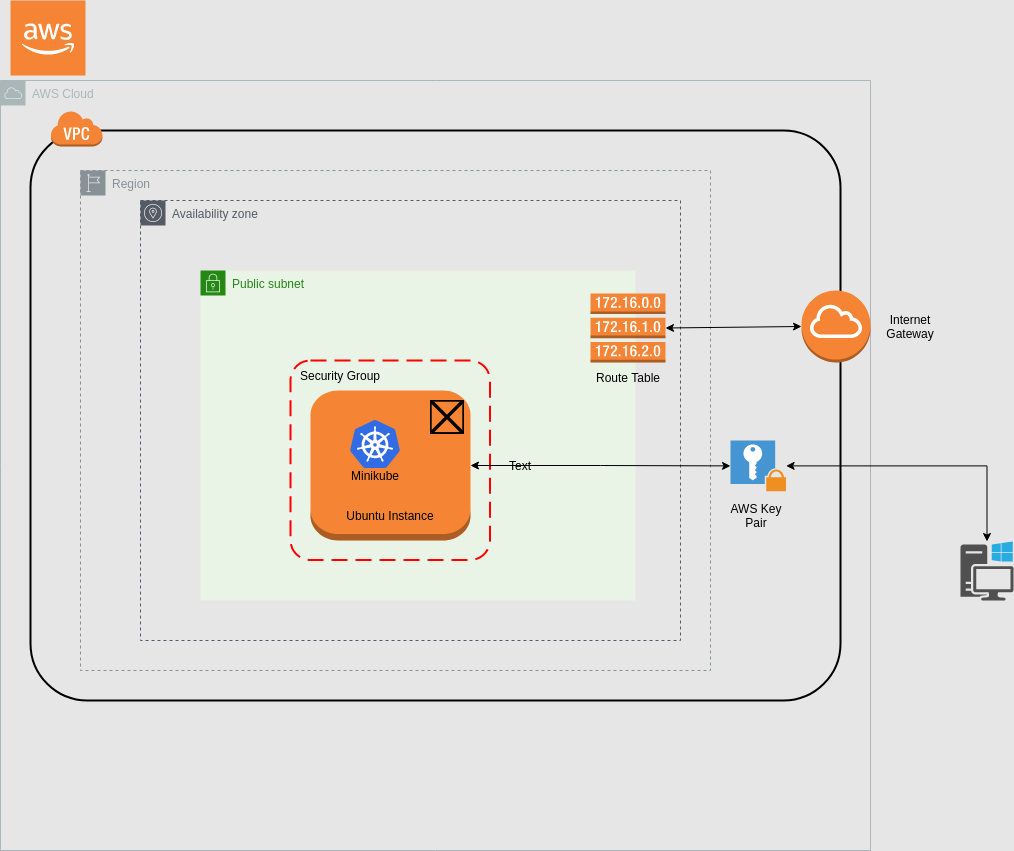 aws
AWS Cloud
VPC
Region
Availability zone
Public subnet
172.16.0.0
172.16.1.0
172.16.2.0
Route Table
Internet
Gateway
Security Group
Minikube
Ubuntu Instance
Text
AWS Key
Pair